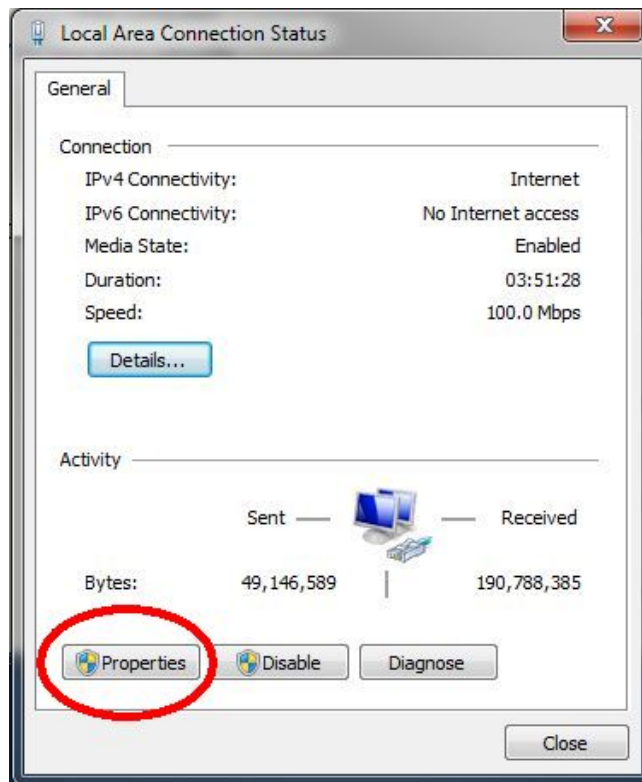 Local Area Connection Status
General
Connection
IPv4 Connectivity: Internet
IPv6 Connectivity: No Internet access
Media State: Enabled
Duration: 03:51:28
Speed: 100.0 Mbps
Details...
Activity
Sent Received
Bytes: 49,146,589 190,788,385
Properties Disable Diagnose
Close